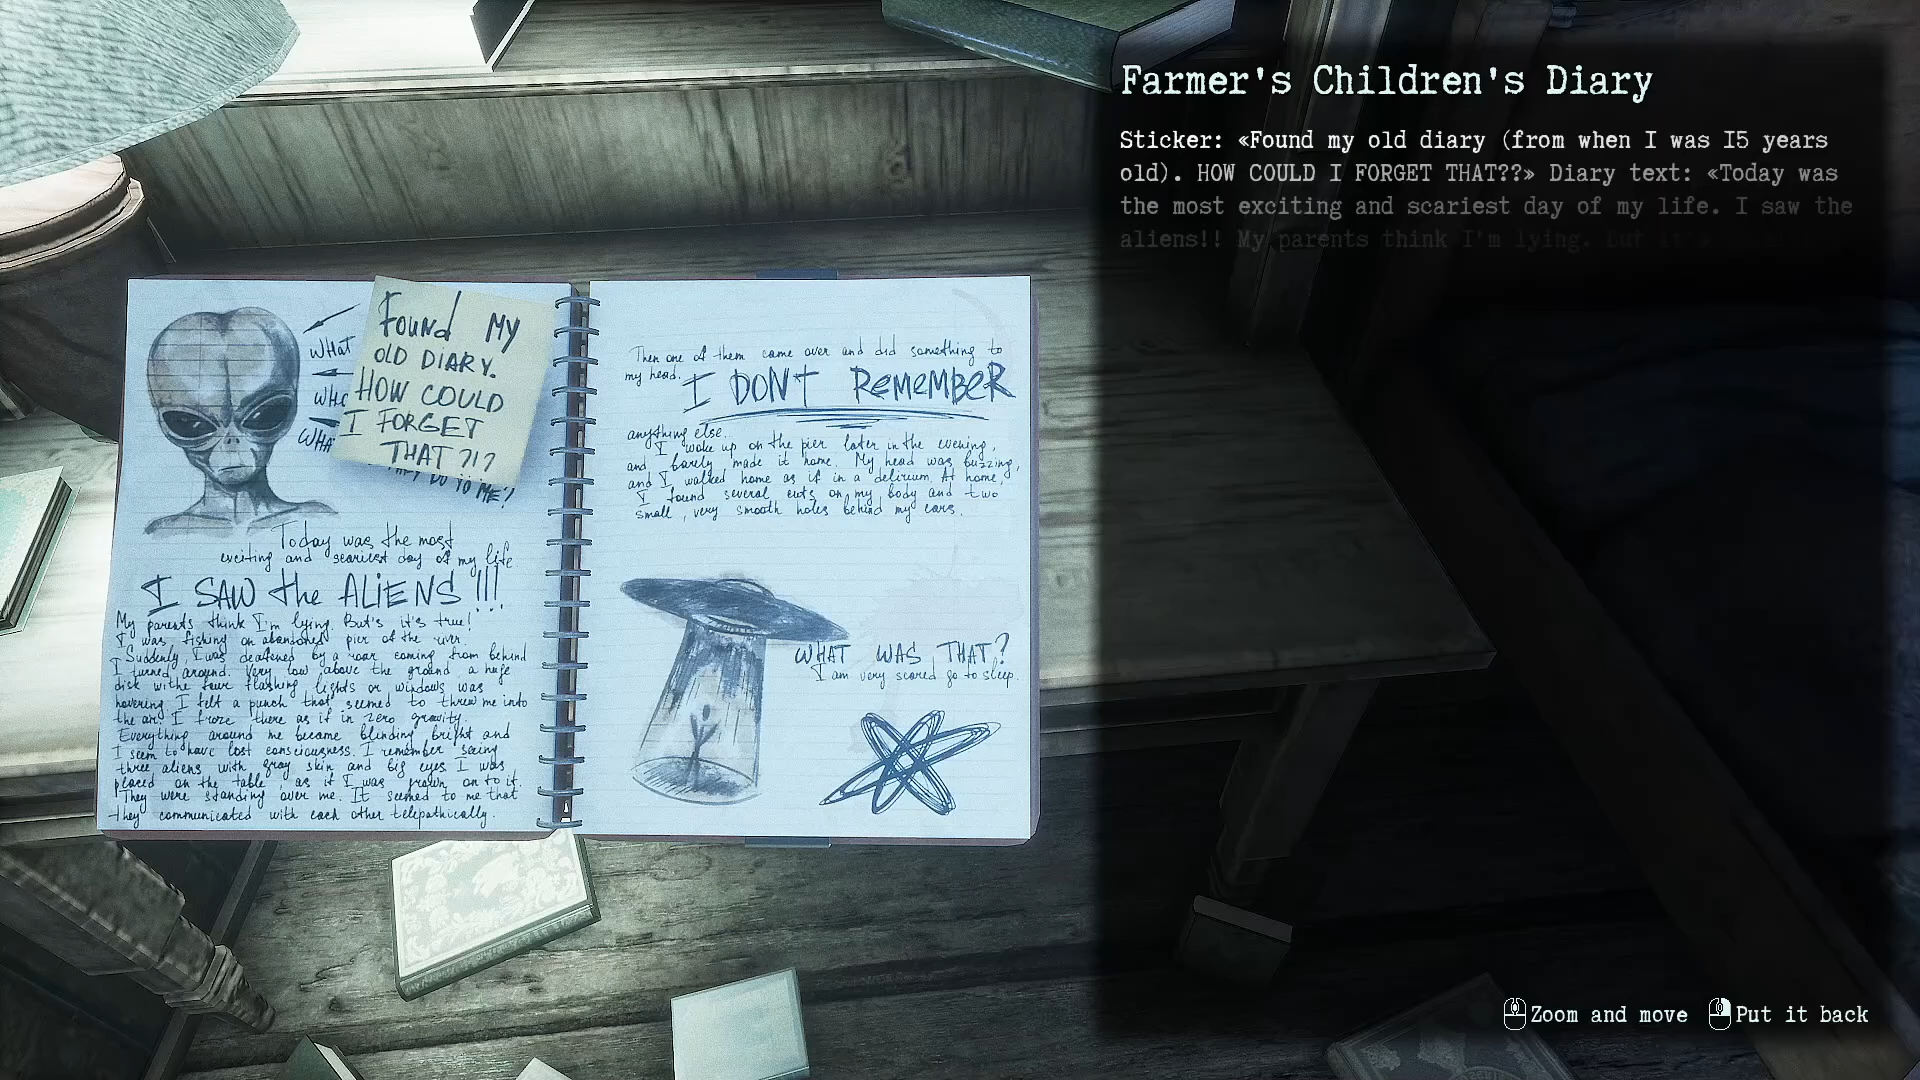 Farmer's Children's Diary
Sticker: «Found my old diary (from when I was I5 years
old). HOW COULD I FORGET THAT??» Diary text: «Today was
the most exciting and scariest day of my life. I saw the
aliens!! My parents think I'm lying. But it's
FOUNd MY
OLD DIARY.
HOW COULD
I FORGET
THAT?!?
WHAT
WHA
DO TO ME?
Today was the most
exciting and scariest day of my life
I SAW the ALIENS!!!
My parents think I'm lying. But's it's true!
I was fishing on abandoned pier of the river.
Suddenly, I was deafened by a roar coming from behind
I turned around. Very low above the ground a huge
disk withe four flashing lights or windows was
hovering. I felt a punch that seemed to threw me into
the air. I froze there as if in zero gravity.
Everything around me became blinding bright and
I seem to have lost consciusness. I remember seing
three aliens with gray skin and big eyes. I was
placed on the table, as if I was grown on to it.
They were standing over me. It seemed to me that
they communicated with each other telepathically.
Then one of them came over and did something to
my head. I DON't REMEMBER
anything else.
I woke up on the pier later in the evening,
and barely made it home. My head was buzzing,
and I walked home as if in a delirium. At home,
I found several cuts on my body and two
small, very smooth holes behind my ears.
WHAT WAS THAT?
I am very scared go to sleep.
Zoom and move
Put it back